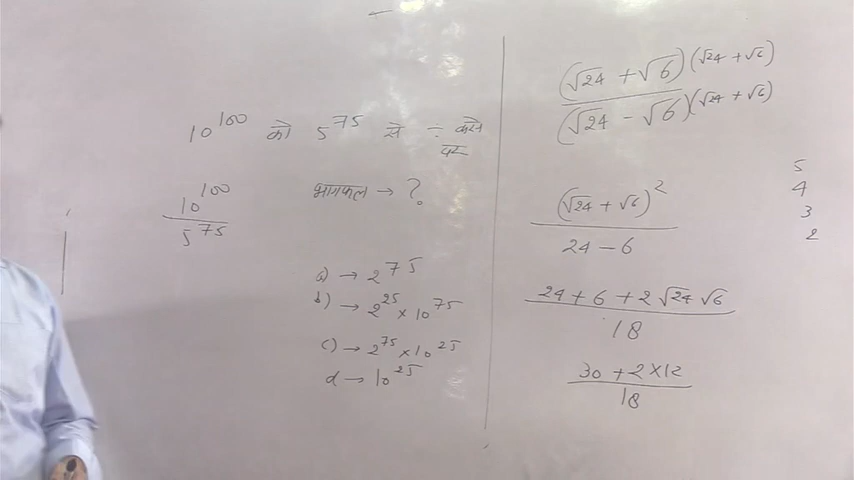 10^100 को 5^75 से ÷ करने
पर
10^100 / 5^75
भागफल → ?
a) → 2^75
b) → 2^25 × 10^75
c) → 2^75 × 10^25
d → 10^25
(√24 + √6)(√24 + √6) / (√24 - √6)(√24 + √6)
(√24 + √6)^2 / 24 - 6
24 + 6 + 2√24 √6 / 18
30 + 2 × 12 / 18
5
4
3
2